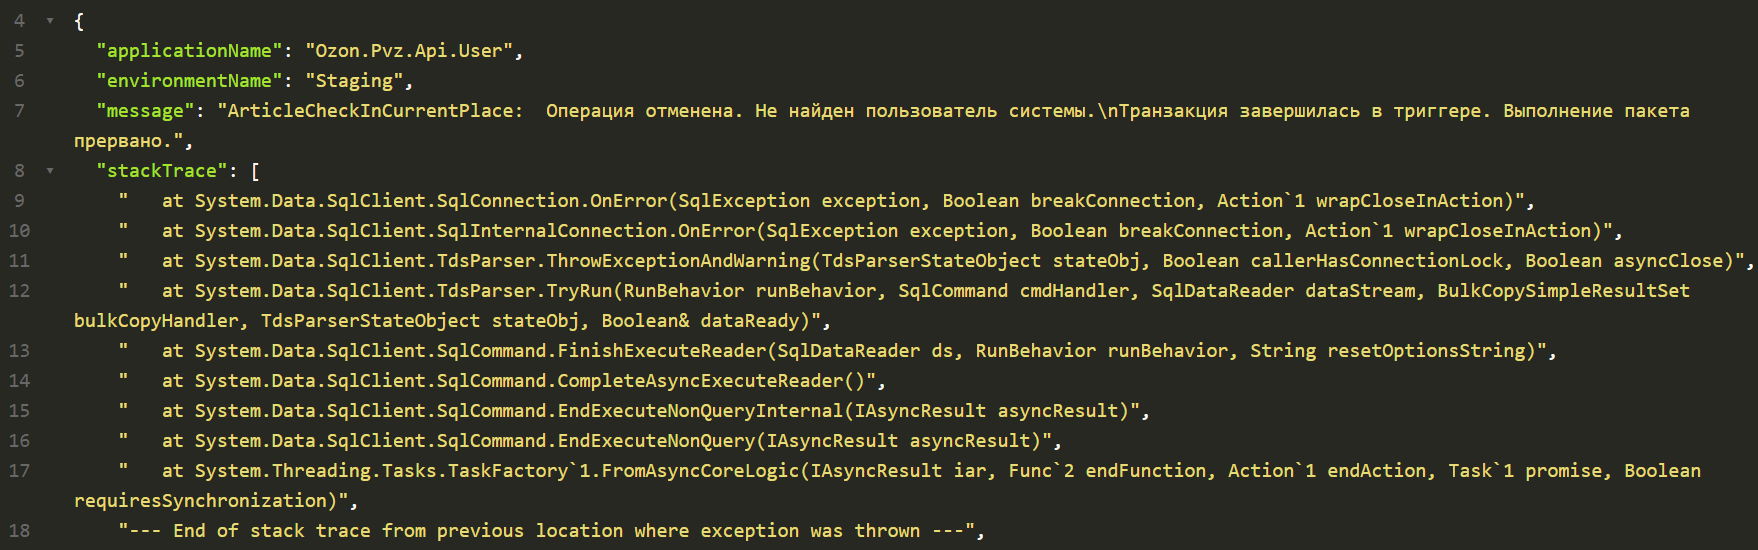 4 {
5 "applicationName": "Ozon.Pvz.Api.User",
6 "environmentName": "Staging",
7 "message": "ArticleCheckInCurrentPlace:  Операция отменена. Не найден пользователь системы.\nТранзакция завершилась в триггере. Выполнение пакета
прервано.",
8 "stackTrace": [
9 "   at System.Data.SqlClient.SqlConnection.OnError(SqlException exception, Boolean breakConnection, Action`1 wrapCloseInAction)",
10 "   at System.Data.SqlClient.SqlInternalConnection.OnError(SqlException exception, Boolean breakConnection, Action`1 wrapCloseInAction)",
11 "   at System.Data.SqlClient.TdsParser.ThrowExceptionAndWarning(TdsParserStateObject stateObj, Boolean callerHasConnectionLock, Boolean asyncClose)",
12 "   at System.Data.SqlClient.TdsParser.TryRun(RunBehavior runBehavior, SqlCommand cmdHandler, SqlDataReader dataStream, BulkCopySimpleResultSet
bulkCopyHandler, TdsParserStateObject stateObj, Boolean& dataReady)",
13 "   at System.Data.SqlClient.SqlCommand.FinishExecuteReader(SqlDataReader ds, RunBehavior runBehavior, String resetOptionsString)",
14 "   at System.Data.SqlClient.SqlCommand.CompleteAsyncExecuteReader()",
15 "   at System.Data.SqlClient.SqlCommand.EndExecuteNonQueryInternal(IAsyncResult asyncResult)",
16 "   at System.Data.SqlClient.SqlCommand.EndExecuteNonQuery(IAsyncResult asyncResult)",
17 "   at System.Threading.Tasks.TaskFactory`1.FromAsyncCoreLogic(IAsyncResult iar, Func`2 endFunction, Action`1 endAction, Task`1 promise, Boolean
requiresSynchronization)",
18 "--- End of stack trace from previous location where exception was thrown ---",